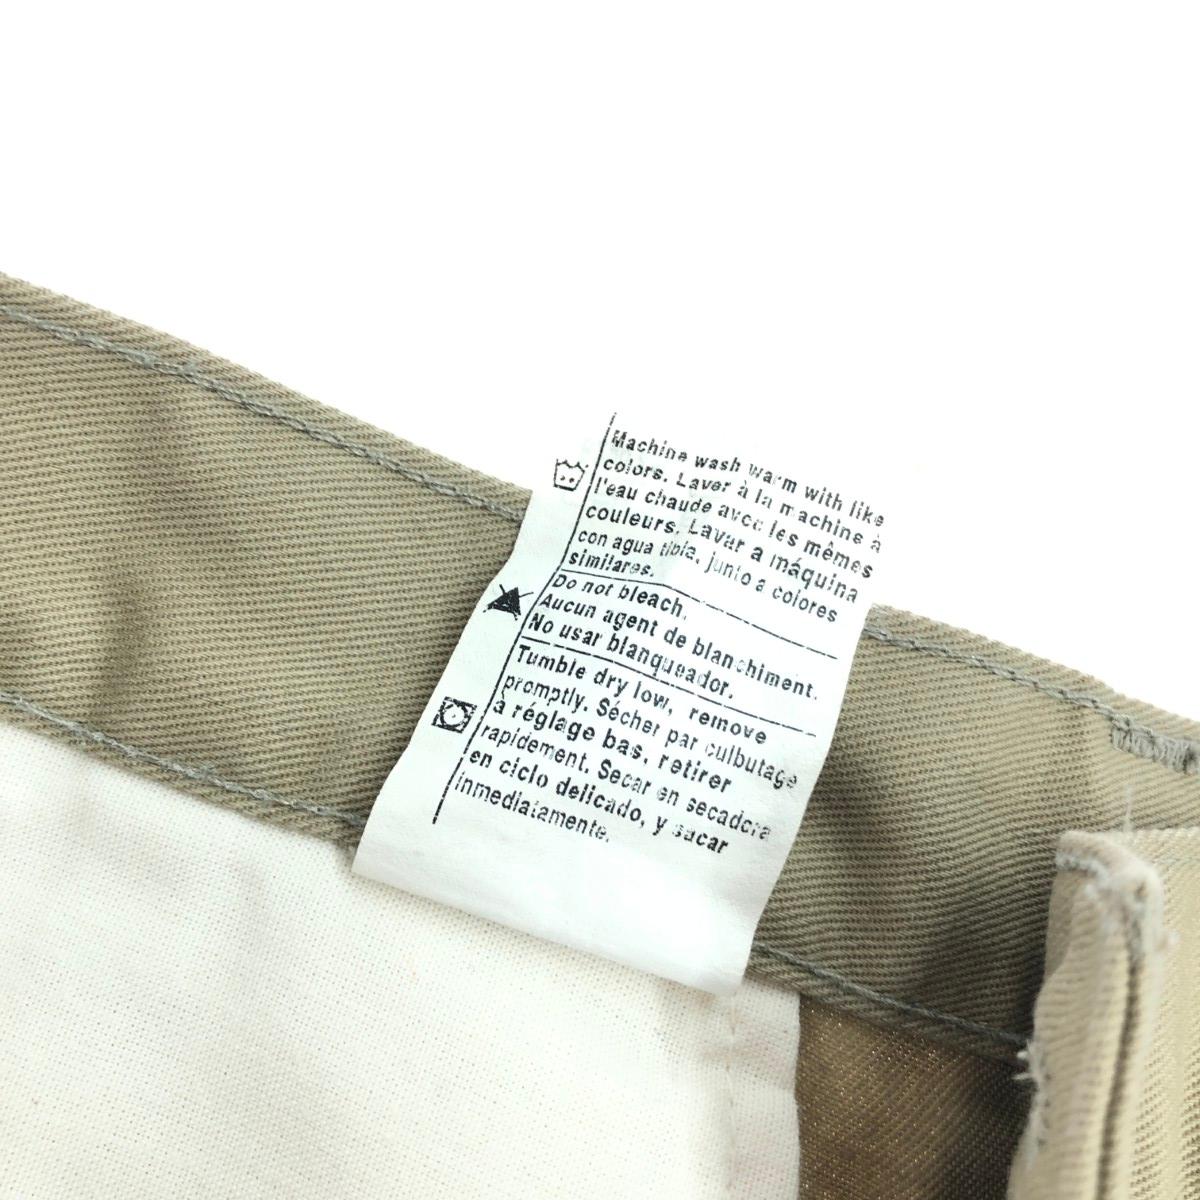 Machine wash warm with like
colors. Laver à la machine à
l'eau chaude avec les mêmes
couleurs. Lavar a máquina
con agua tibia, junto a colores
similares.
Do not bleach.
Aucun agent de blanchiment.
No usar blanqueador.
Tumble dry low, remove
promptly. Sécher par culbutage
à réglage bas, retirer
rapidement. Secar en secadora
en ciclo delicado, y sacar
inmediatamente.